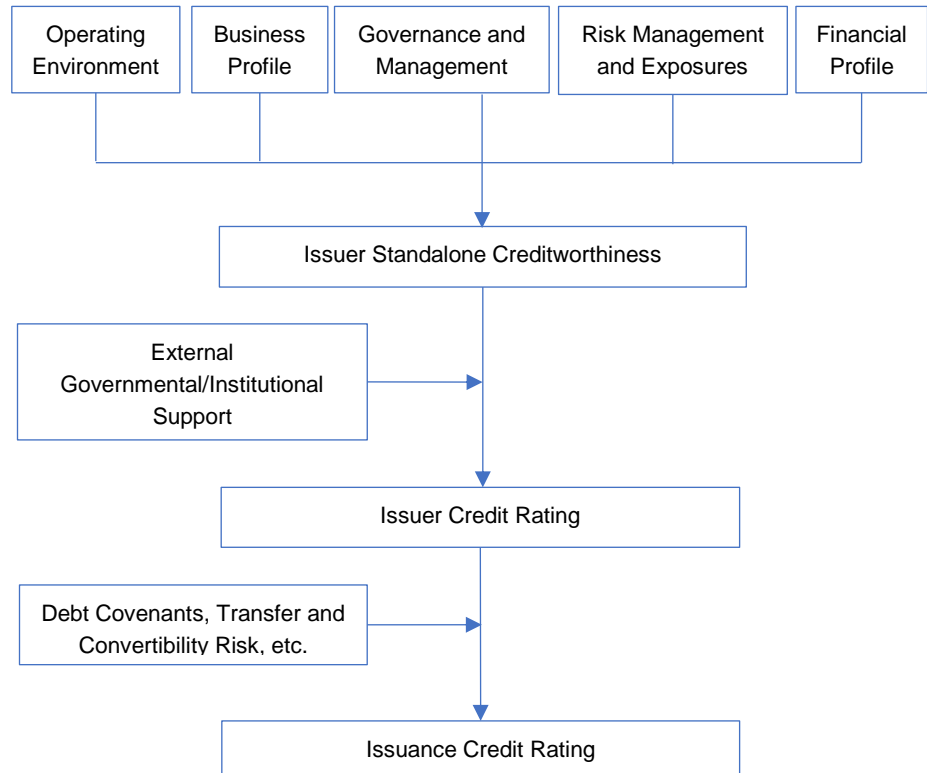 Operating
Environment
Business
Profile
Governance and
Management
Risk Management
and Exposures
Financial
Profile
Issuer Standalone Creditworthiness
External
Governmental/Institutional
Support
Issuer Credit Rating
Debt Covenants, Transfer and
Convertibility Risk, etc.
Issuance Credit Rating